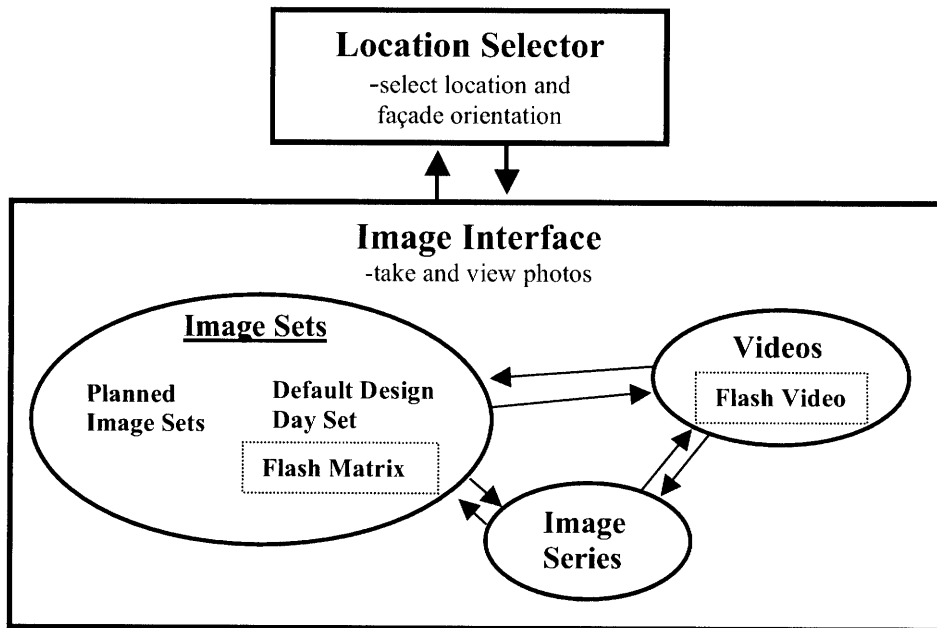 Location Selector
-select location and
façade orientation
Image Interface
-take and view photos
Image Sets
Planned
Image Sets
Default Design
Day Set
Flash Matrix
Videos
Flash Video
Image
Series